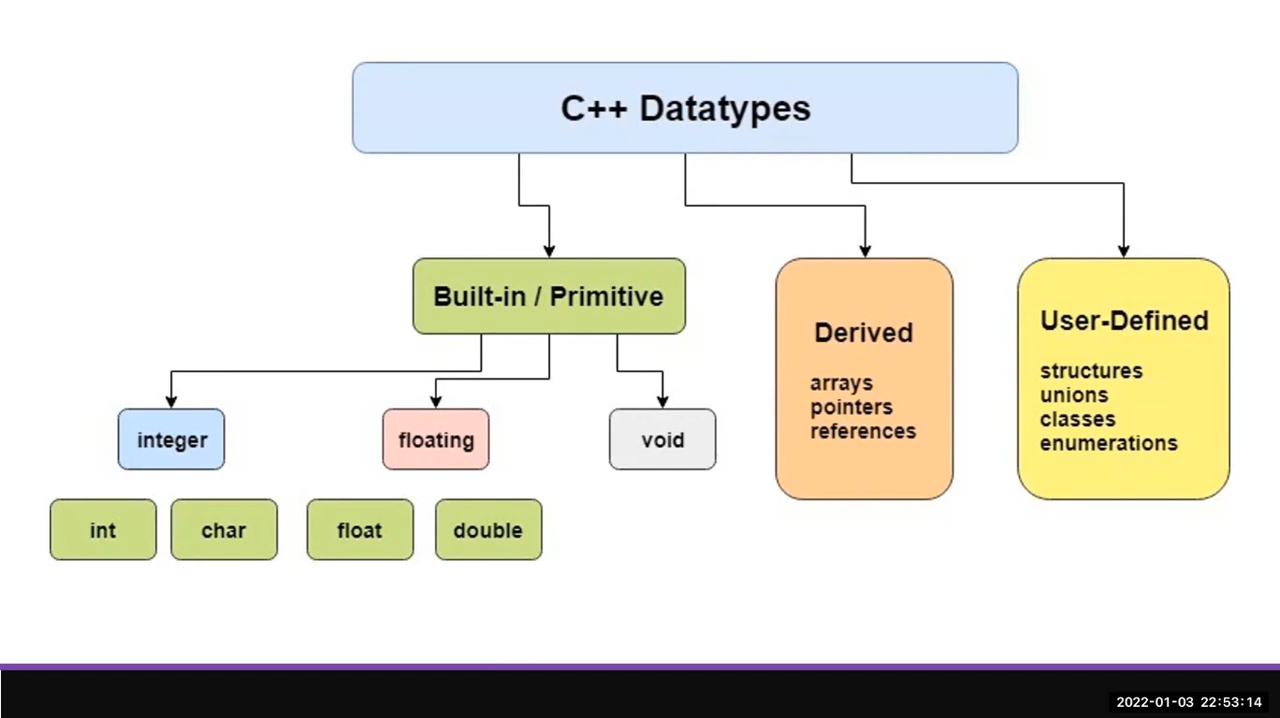 C++ Datatypes
Built-in / Primitive
Derived
arrays
pointers
references
User-Defined
structures
unions
classes
enumerations
integer
floating
void
int
char
float
double
2022-01-03 22:53:14